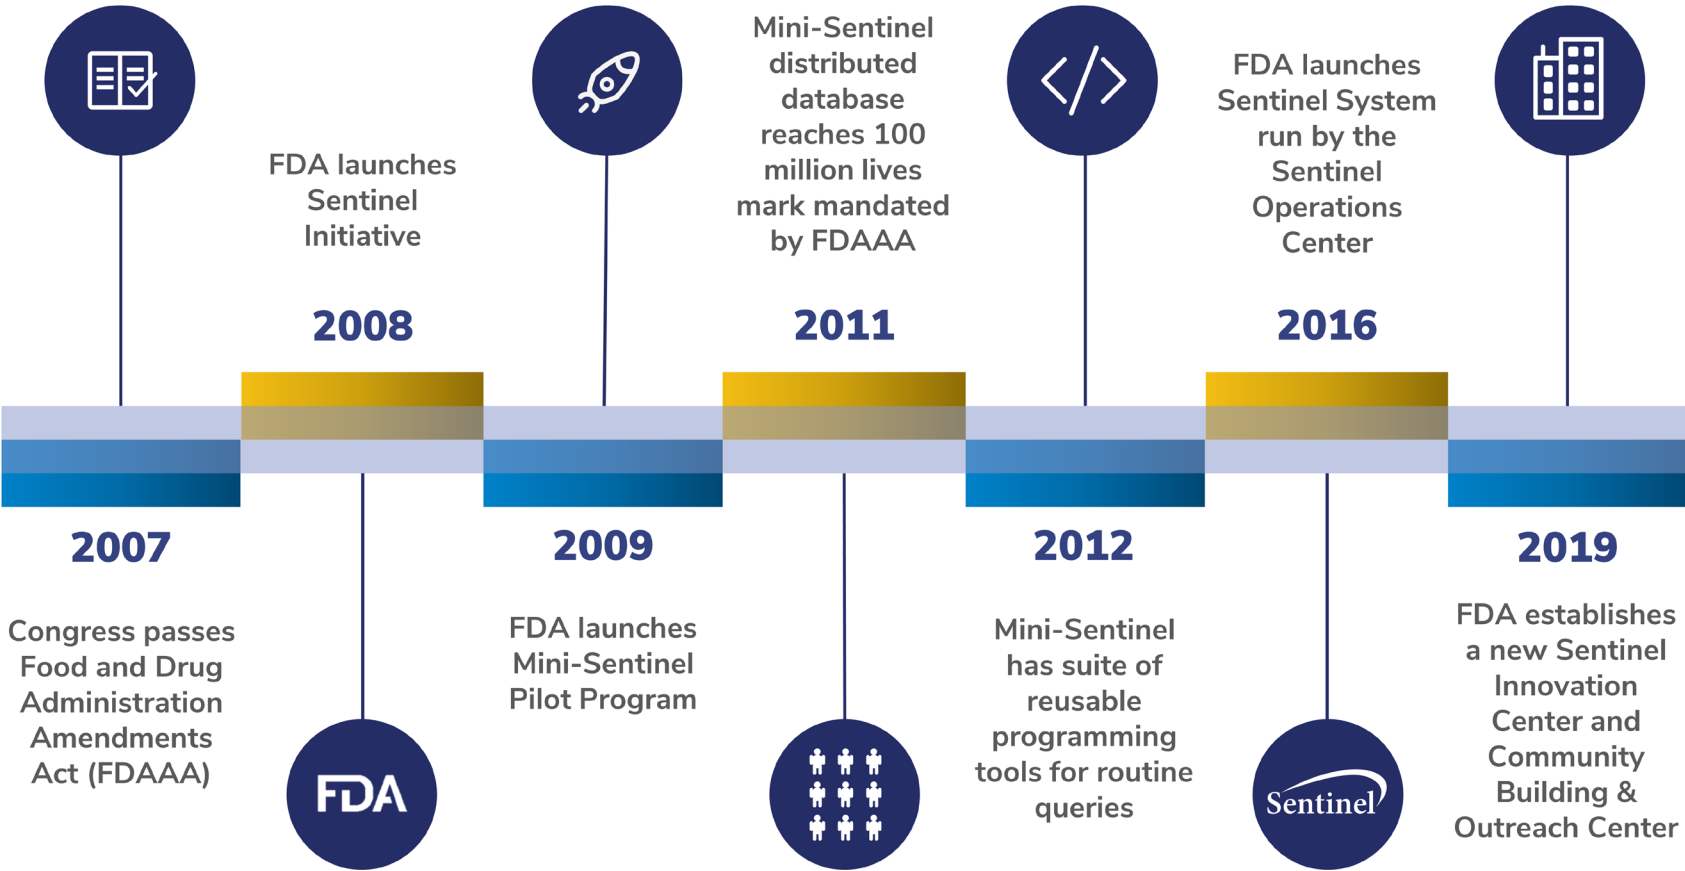 2007
Congress passes
Food and Drug
Administration
Amendments
Act (FDAAA)
FDA launches
Sentinel
Initiative
2008
FDA
2009
FDA launches
Mini-Sentinel
Pilot Program
Mini-Sentinel
distributed
database
reaches 100
million lives
mark mandated
by FDAAA
2011
</>
2012
Mini-Sentinel
has suite of
reusable
programming
tools for routine
queries
FDA launches
Sentinel System
run by the
Sentinel
Operations
Center
2016
Sentinel
2019
FDA establishes
a new Sentinel
Innovation
Center and
Community
Building &
Outreach Center